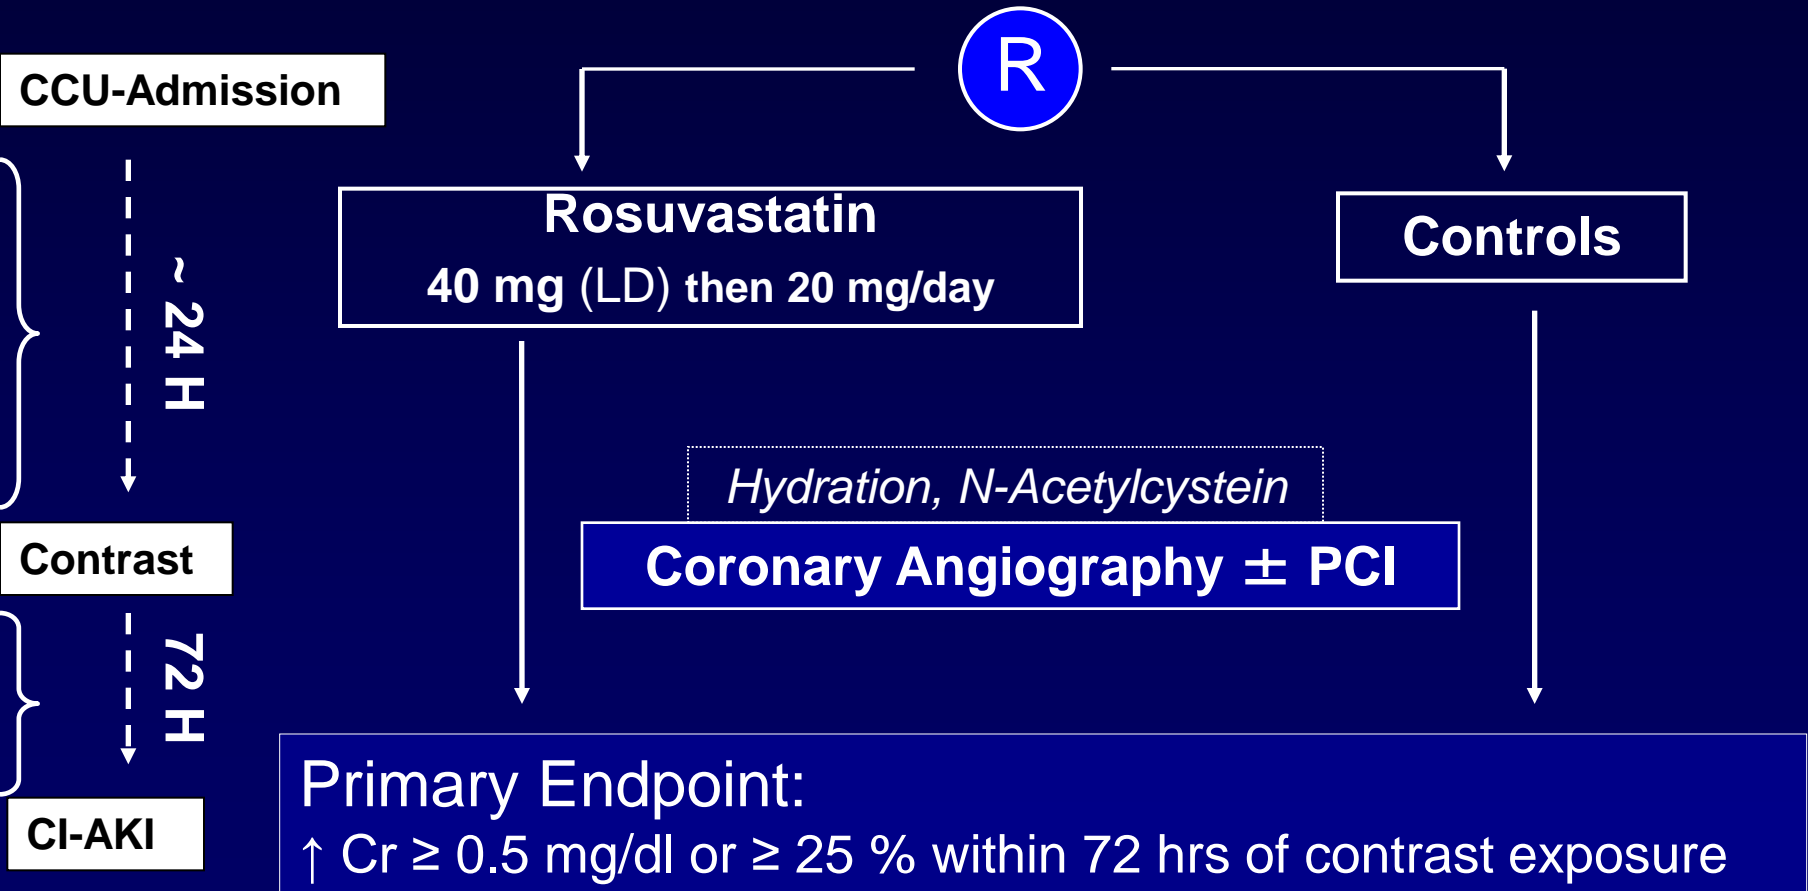 R
CCU-Admission
Rosuvastatin
40 mg (LD) then 20 mg/day
Controls
~ 24 H
Hydration, N-Acetylcystein
Contrast
Coronary Angiography ± PCI
72 H
Primary Endpoint:
CI-AKI
↑ Cr ≥ 0.5 mg/dl or ≥ 25 % within 72 hrs of contrast exposure